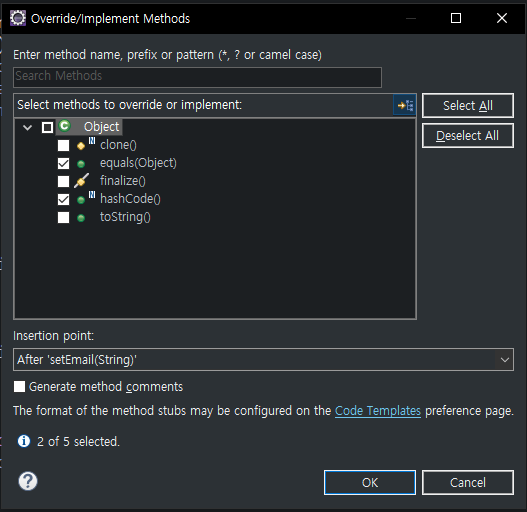 Override/Implement Methods
Enter method name, prefix or pattern (*, ? or camel case)
Search Methods
Select methods to override or implement:
Select All
Deselect All
Object
clone()
equals(Object)
finalize()
hashCode()
toString()
Insertion point:
After 'setEmail(String)'
Generate method comments
The format of the method stubs may be configured on the Code Templates preference page.
2 of 5 selected.
OK
Cancel